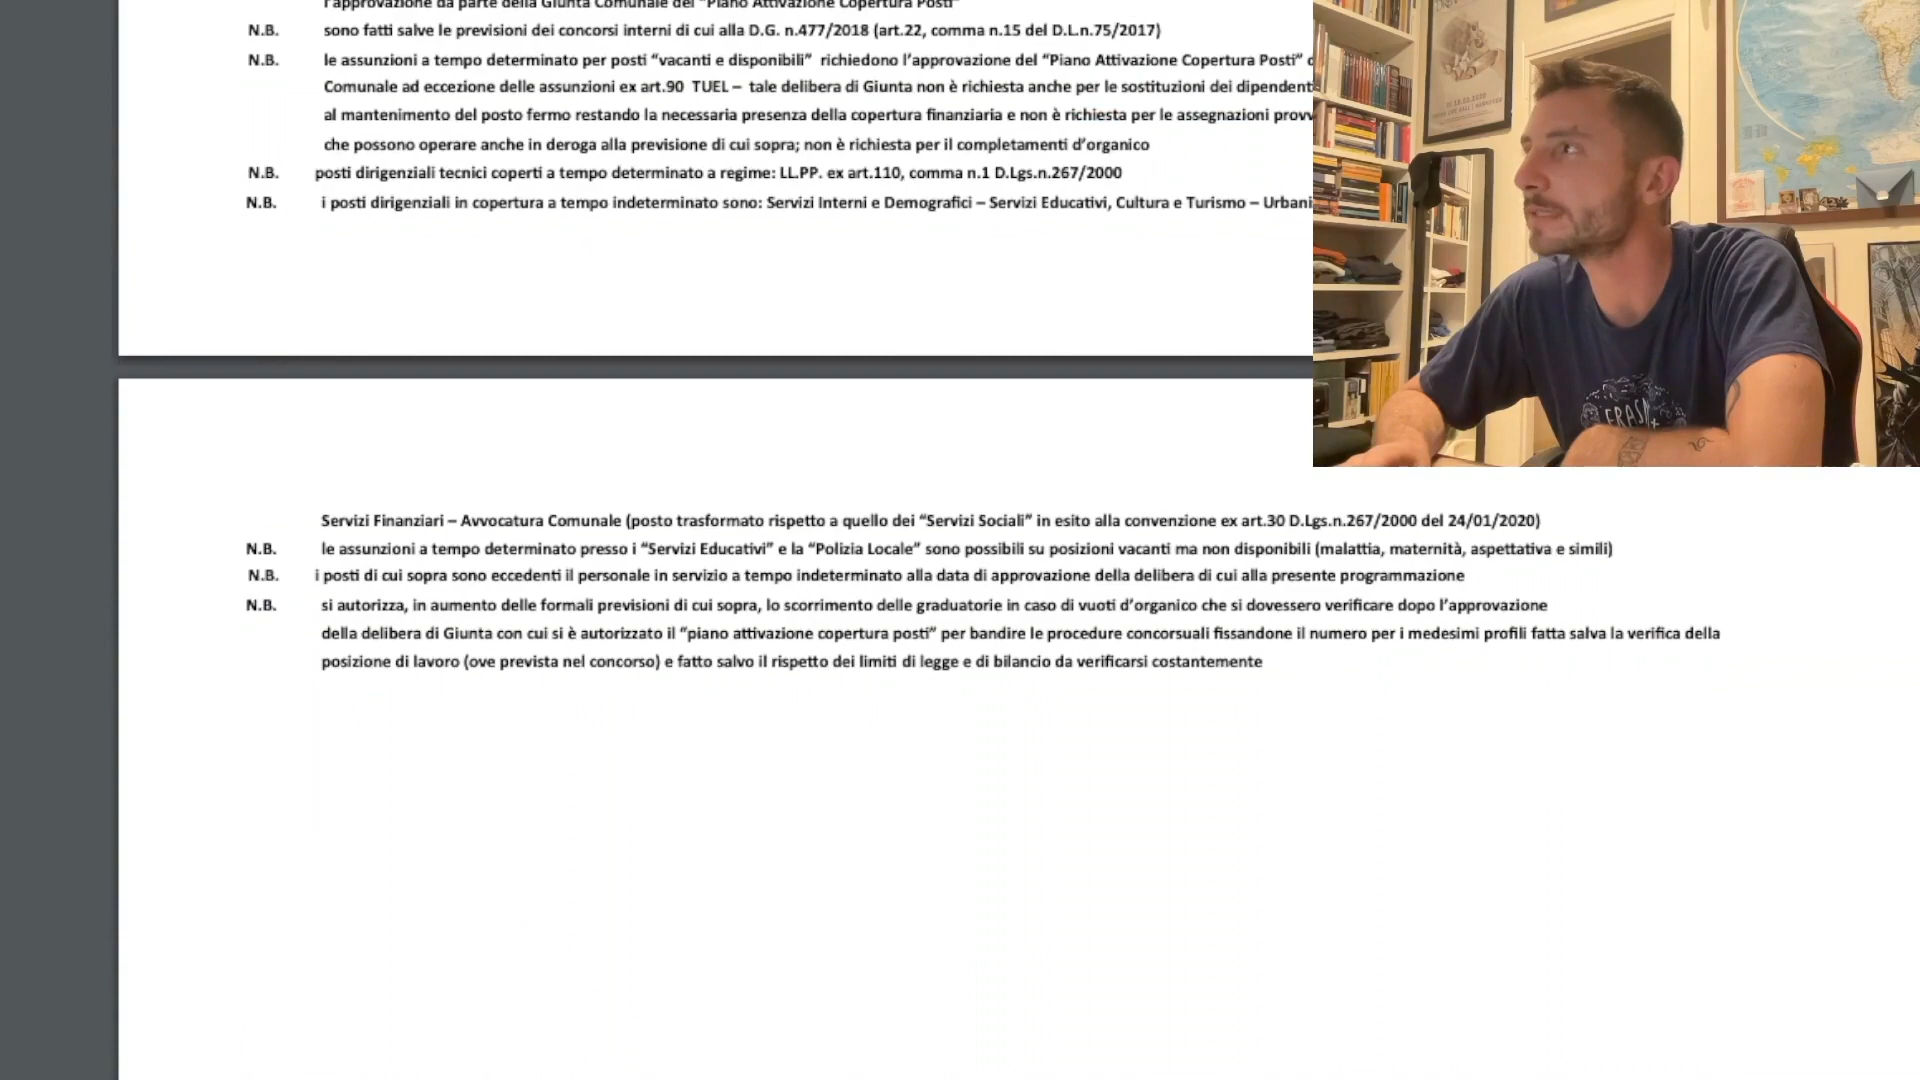 l'approvazione da parte della Giunta Comunale del "Piano Attivazione Copertura Posti"
N.B. sono fatti salve le previsioni dei concorsi interni di cui alla D.G. n.477/2018 (art.22, comma n.15 del D.L.n.75/2017)
N.B. le assunzioni a tempo determinato per posti "vacanti e disponibili" richiedono l'approvazione del "Piano Attivazione Copertura Posti"
Comunale ad eccezione delle assunzioni ex art.90 TUEL – tale delibera di Giunta non è richiesta anche per le sostituzioni dei
al mantenimento del posto fermo restando la necessaria presenza della copertura finanziaria e non è richiesta per le assegnazioni
che possono operare anche in deroga alla previsione di cui sopra; non è richiesta per il completamenti d'organico
N.B. posti dirigenziali tecnici coperti a tempo determinato a regime: LL.PP. ex art.110, comma n.1 D.Lgs.n.267/2000
N.B. i posti dirigenziali in copertura a tempo indeterminato sono: Servizi Interni e Demografici – Servizi Educativi, Cultura e Turismo –
Servizi Finanziari – Avvocatura Comunale (posto trasformato rispetto a quello dei "Servizi Sociali" in esito alla convenzione ex art.30 D.Lgs.n.267/2000 del 24/01/2020)
N.B. le assunzioni a tempo determinato presso i "Servizi Educativi" e la "Polizia Locale" sono possibili su posizioni vacanti ma non disponibili (malattia, maternità, aspettativa e simili)
N.B. i posti di cui sopra sono eccedenti il personale in servizio a tempo indeterminato alla data di approvazione della delibera di cui alla presente programmazione
N.B. si autorizza, in aumento delle formali previsioni di cui sopra, lo scorrimento delle graduatorie in caso di vuoti d'organico che si dovessero verificare dopo l'approvazione
della delibera di Giunta con cui si è autorizzato il "piano attivazione copertura posti" per bandire le procedure concorsuali fissandone il numero per i medesimi profili fatta salva la verifica della
posizione di lavoro (ove prevista nel concorso) e fatto salvo il rispetto dei limiti di legge e di bilancio da verificarsi costantemente